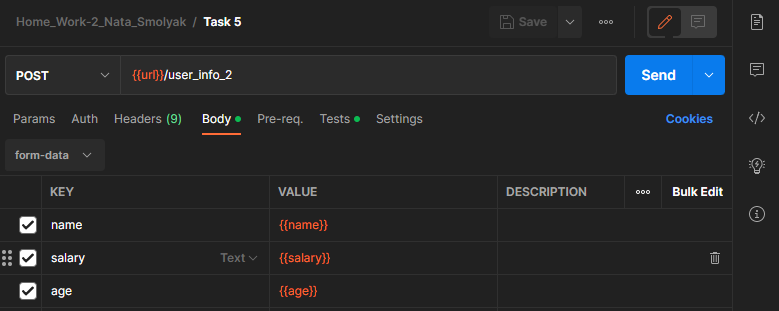 Home_Work-2_Nata_Smolyak / Task 5
Save
POST {{url}}/user_info_2 Send
Params Auth Headers (9) Body Pre-req. Tests Settings Cookies
form-data
KEY VALUE DESCRIPTION Bulk Edit
name {{name}}
salary Text {{salary}}
age {{age}}